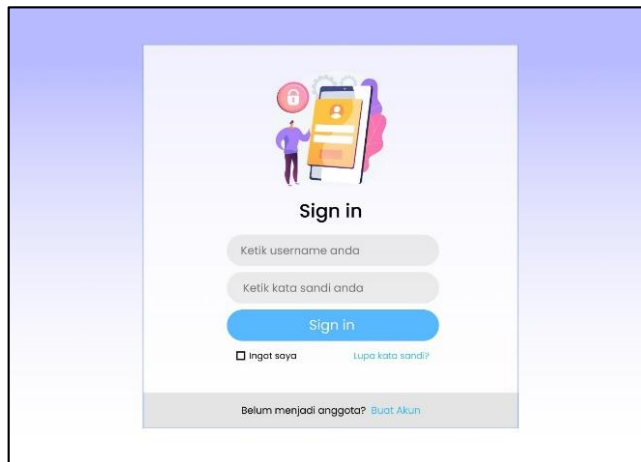 Sign in
Ketik username anda
Ketik kata sandi anda
Sign in
Ingat saya Lupa kata sandi?
Belum menjadi anggota? Buat Akun